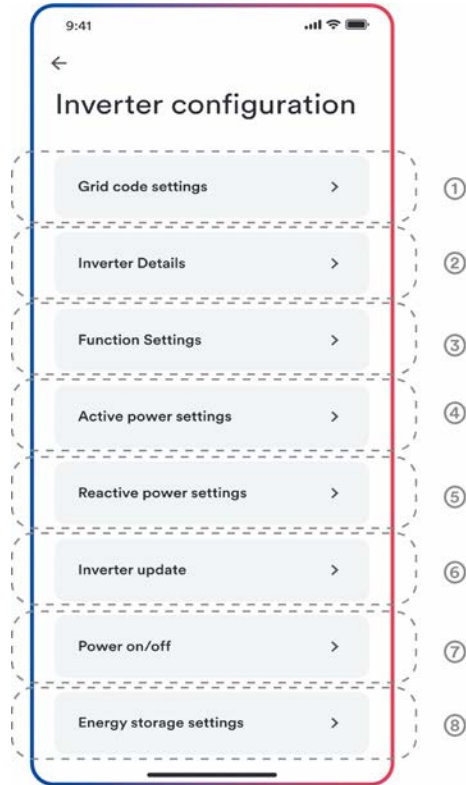 9:41
Inverter configuration
Grid code settings ①
Inverter Details ②
Function Settings ③
Active power settings ④
Reactive power settings ⑤
Inverter update ⑥
Power on/off ⑦
Energy storage settings ⑧